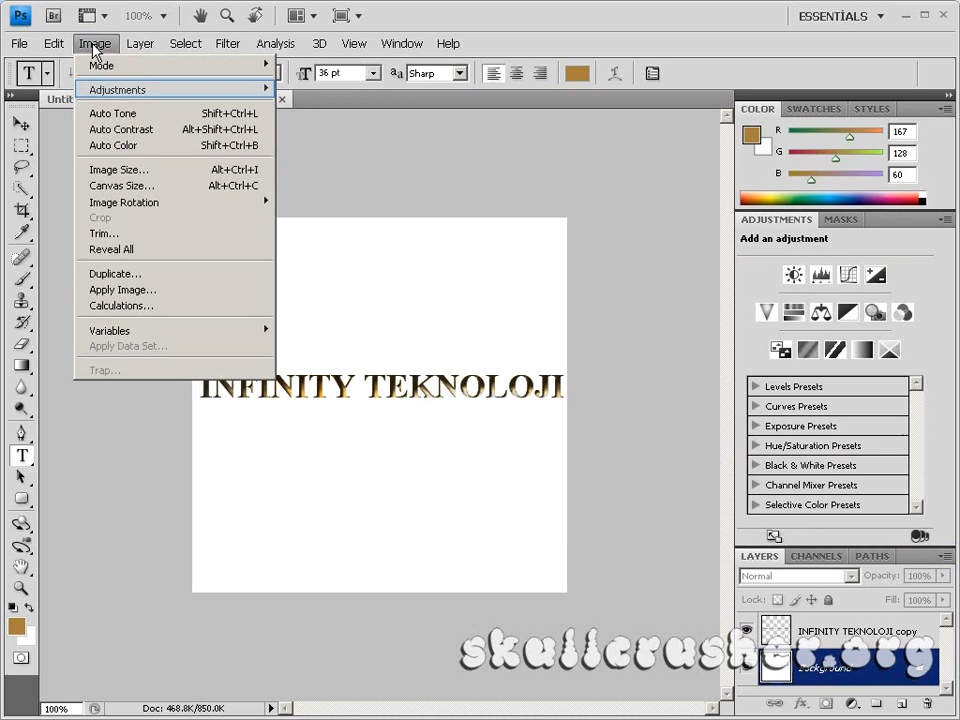 Ps Br 100% ESSENTIALS
File Edit Image Layer Select Filter Analysis 3D View Window Help
T T 36 pt aa Sharp
Untit
Mode
Adjustments
Auto Tone Shift+Ctrl+L
Auto Contrast Alt+Shift+Ctrl+L
Auto Color Shift+Ctrl+B
Image Size... Alt+Ctrl+I
Canvas Size... Alt+Ctrl+C
Image Rotation
Crop
Trim...
Reveal All
Duplicate...
Apply Image...
Calculations...
Variables
Apply Data Set...
Trap...
INFINITY TEKNOLOJI
COLOR SWATCHES STYLES
R 167
G 128
B 60
ADJUSTMENTS MASKS
Add an adjustment
Levels Presets
Curves Presets
Exposure Presets
Hue/Saturation Presets
Black & White Presets
Channel Mixer Presets
Selective Color Presets
LAYERS CHANNELS PATHS
Normal Opacity: 100%
Lock: Fill: 100%
INFINITY TEKNOLOJI copy
Background
skullcrusher.org
100% Doc: 468.8K/850.0K